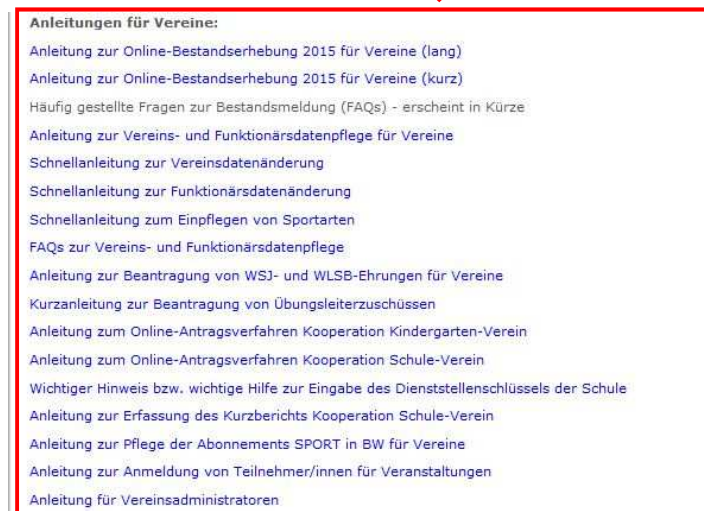 Anleitungen für Vereine:
Anleitung zur Online-Bestandserhebung 2015 für Vereine (lang)
Anleitung zur Online-Bestandserhebung 2015 für Vereine (kurz)
Häufig gestellte Fragen zur Bestandsmeldung (FAQs) - erscheint in Kürze
Anleitung zur Vereins- und Funktionärsdatenpflege für Vereine
Schnellanleitung zur Vereinsdatenänderung
Schnellanleitung zur Funktionärsdatenänderung
Schnellanleitung zum Einpflegen von Sportarten
FAQs zur Vereins- und Funktionärsdatenpflege
Anleitung zur Beantragung von WSJ- und WLSB-Ehrungen für Vereine
Kurzanleitung zur Beantragung von Übungsleiterzuschüssen
Anleitung zum Online-Antragsverfahren Kooperation Kindergarten-Verein
Anleitung zum Online-Antragsverfahren Kooperation Schule-Verein
Wichtiger Hinweis bzw. wichtige Hilfe zur Eingabe des Dienststellenschlüssels der Schule
Anleitung zur Erfassung des Kurzberichts Kooperation Schule-Verein
Anleitung zur Pflege der Abonnements SPORT in BW für Vereine
Anleitung zur Anmeldung von Teilnehmer/innen für Veranstaltungen
Anleitung für Vereinsadministratoren